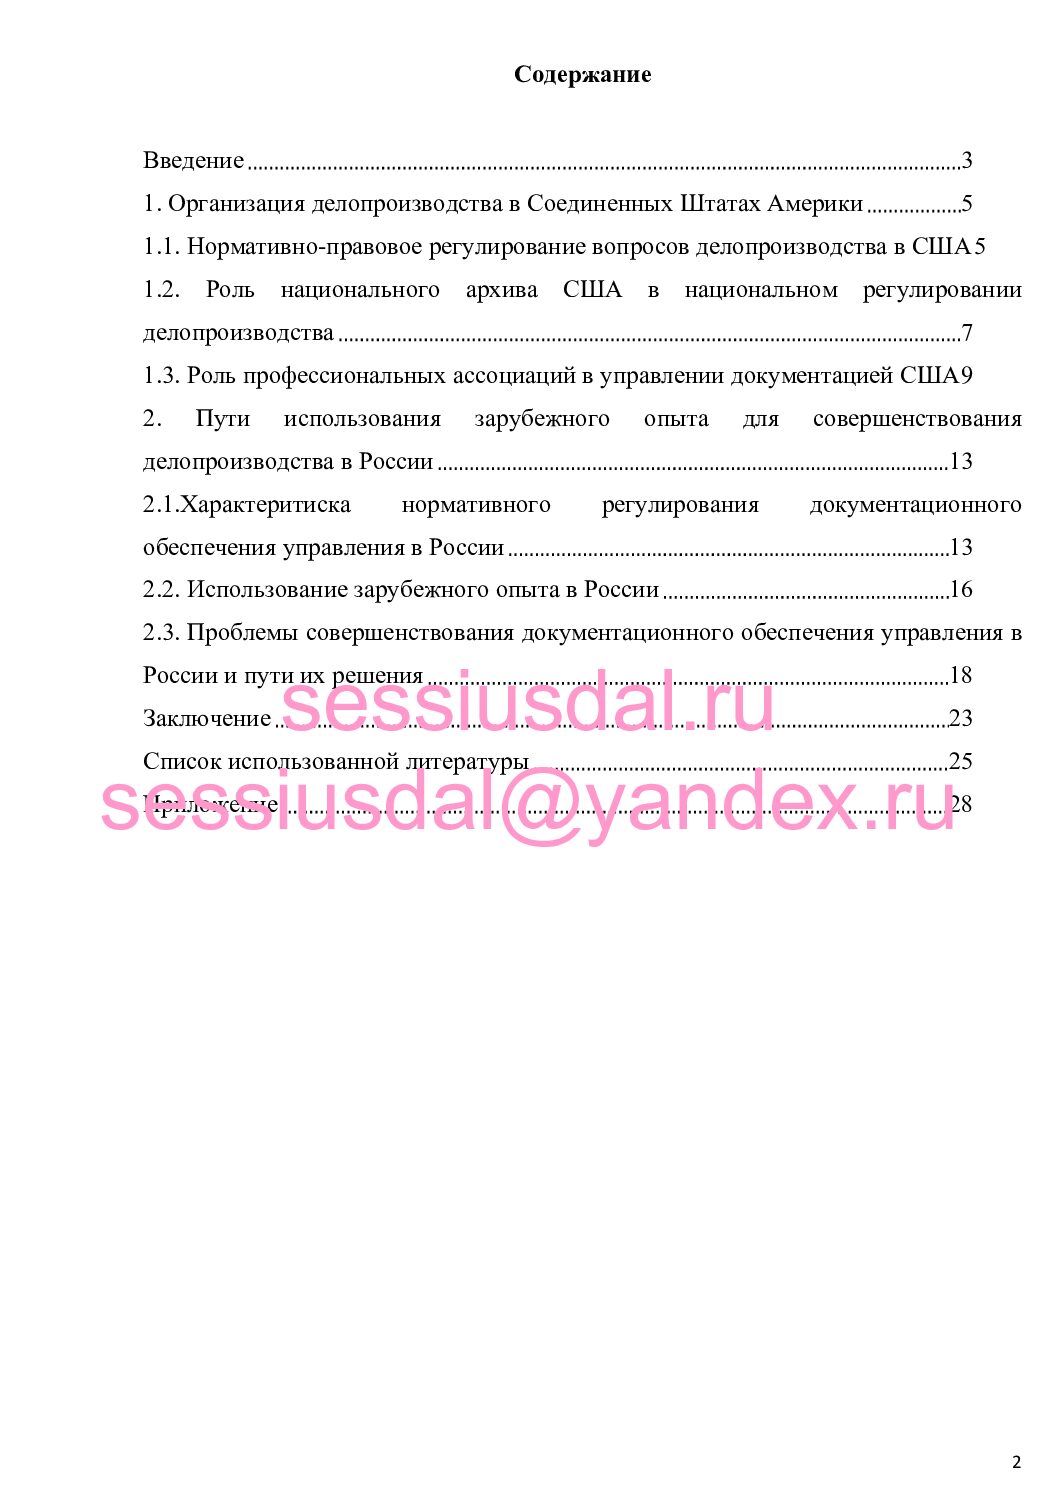 Содержание
Введение 3
1. Организация делопроизводства в Соединенных Штатах Америки 5
1.1. Нормативно-правовое регулирование вопросов делопроизводства в США 5
1.2. Роль национального архива США в национальном регулировании
делопроизводства 7
1.3. Роль профессиональных ассоциаций в управлении документацией США 9
2. Пути использования зарубежного опыта для совершенствования
делопроизводства в России 13
2.1.Характеритиска нормативного регулирования документационного
обеспечения управления в России 13
2.2. Использование зарубежного опыта в России 16
2.3. Проблемы совершенствования документационного обеспечения управления в
России и пути их решения 18
sessiusdal.ru
Заключение 23
Список использованной литературы 25
sessiusdal@yandex.ru
Приложение 28
2